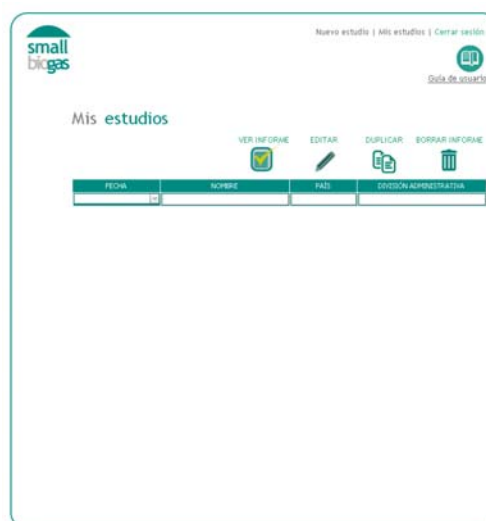 small
biogas
Nuevo estudio | Mis estudios | Cerrar sesión
Guía de usuario
Mis estudios
VER INFORME EDITAR DUPLICAR BORRAR INFORME
FECHA NOMBRE PAÍS DIVISIÓN ADMINISTRATIVA